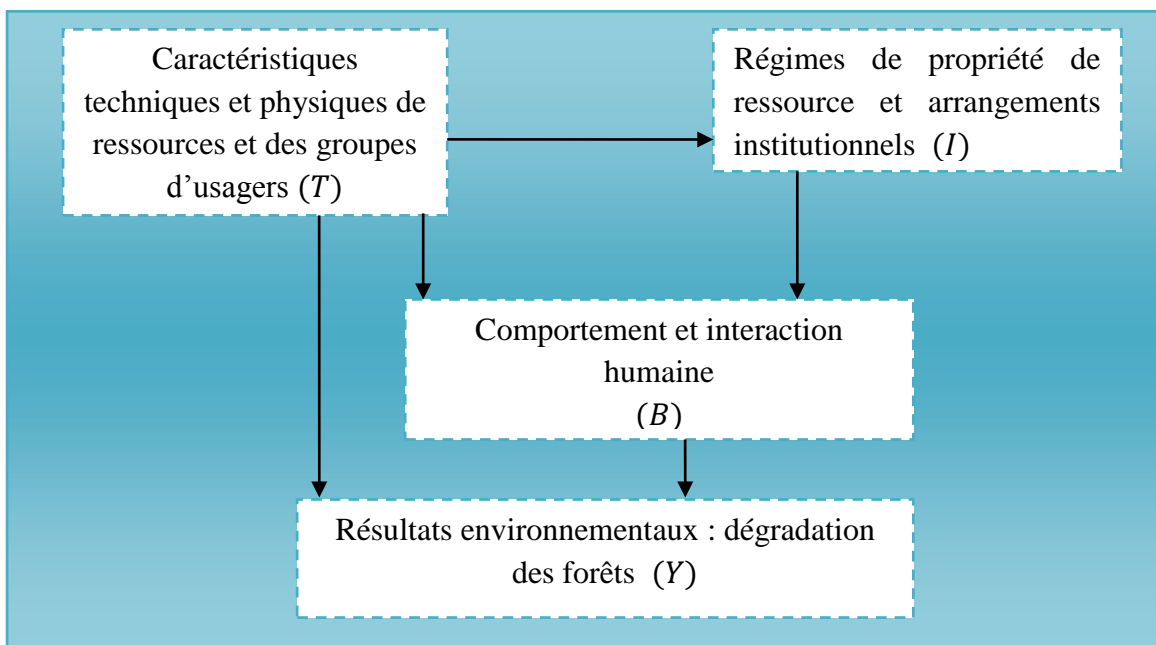 Caractéristiques
techniques et physiques de
ressources et des groupes
d’usagers (T)
Régimes de propriété de
ressource et arrangements
institutionnels (I)
Comportement et interaction
humaine
(B)
Résultats environnementaux : dégradation
des forêts (Y)